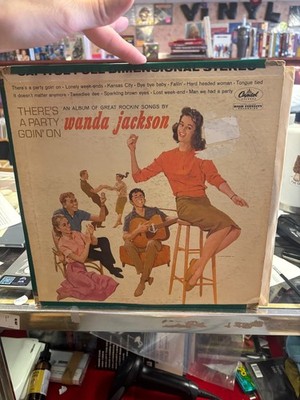 VINYL
There's a party goin on · Lonely week-ends · Kansas City · Bye bye baby · Fallin · Hard headed woman · Tongue tied
It doesn't matter anymore · Tweedlee dee · Sparkling brown eyes · Lost week-end · Man we had a party
Capitol
THERE'S
A PARTY
GOIN' ON
AN ALBUM OF GREAT ROCKIN' SONGS BY
wanda jackson